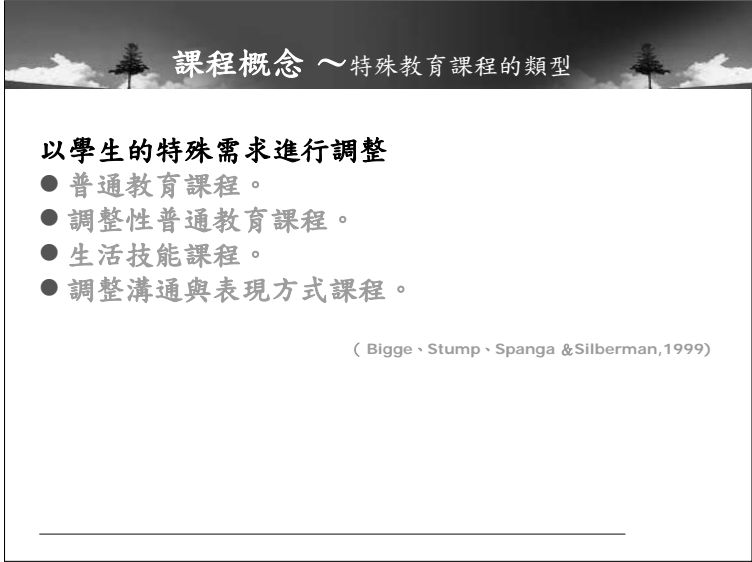 課程概念 ～特殊教育課程的類型
以學生的特殊需求進行調整
● 普通教育課程。
● 調整性普通教育課程。
● 生活技能課程。
● 調整溝通與表現方式課程。
( Bigge、Stump、Spanga &Silberman,1999)